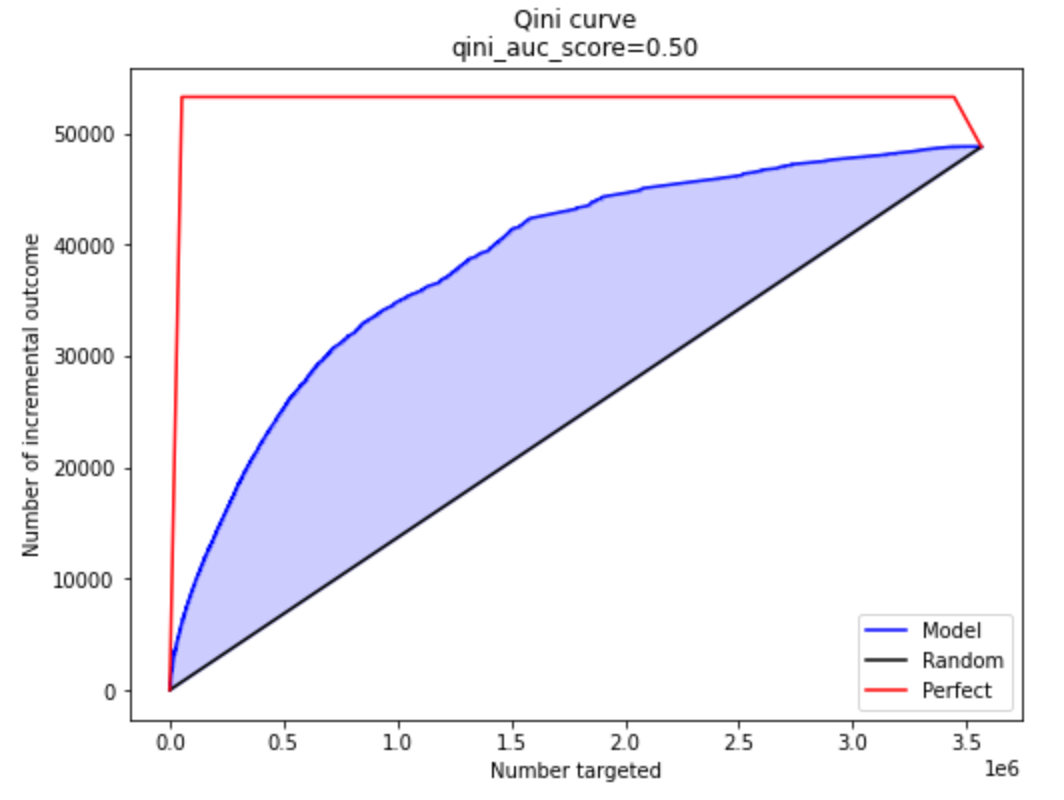 Qini curve
qini_auc_score=0.50
Number of incremental outcome
50000
40000
30000
20000
10000
0
0.0 0.5 1.0 1.5 2.0 2.5 3.0 3.5
1e6
Number targeted
Model
Random
Perfect